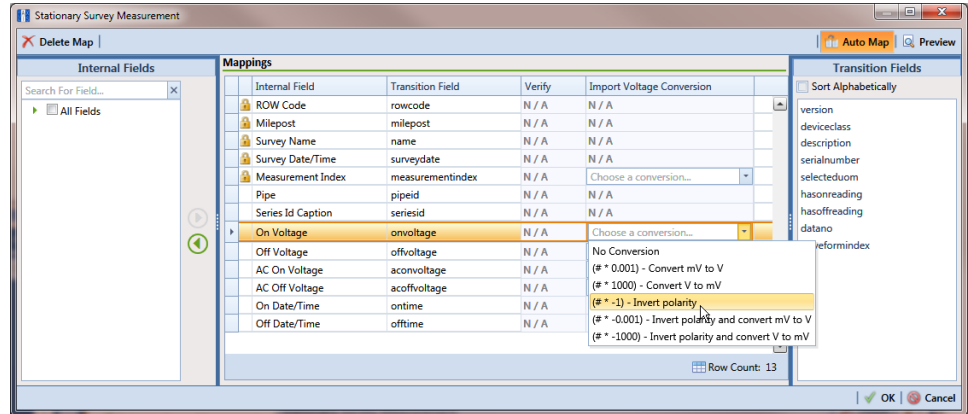 Stationary Survey Measurement
Delete Map
Auto Map
Preview
Internal Fields
Mappings
Transition Fields
Search For Field...
All Fields
Internal Field Transition Field Verify Import Voltage Conversion
ROW Code rowcode N / A N / A
Milepost milepost N / A N / A
Survey Name name N / A N / A
Survey Date/Time surveydate N / A N / A
Measurement Index measurementindex N / A Choose a conversion...
Pipe pipeid N / A N / A
Series Id Caption seriesid N / A N / A
On Voltage onvoltage N / A Choose a conversion...
Off Voltage offvoltage N / A
AC On Voltage aconvoltage N / A
AC Off Voltage acoffvoltage N / A
On Date/Time ontime N / A
Off Date/Time offtime N / A
No Conversion
(# * 0.001) - Convert mV to V
(# * 1000) - Convert V to mV
(# * -1) - Invert polarity
(# * -0.001) - Invert polarity and convert mV to V
(# * -1000) - Invert polarity and convert V to mV
Row Count: 13
Sort Alphabetically
version
deviceclass
description
serialnumber
selecteduom
hasonreading
hasoffreading
datano
OK
Cancel